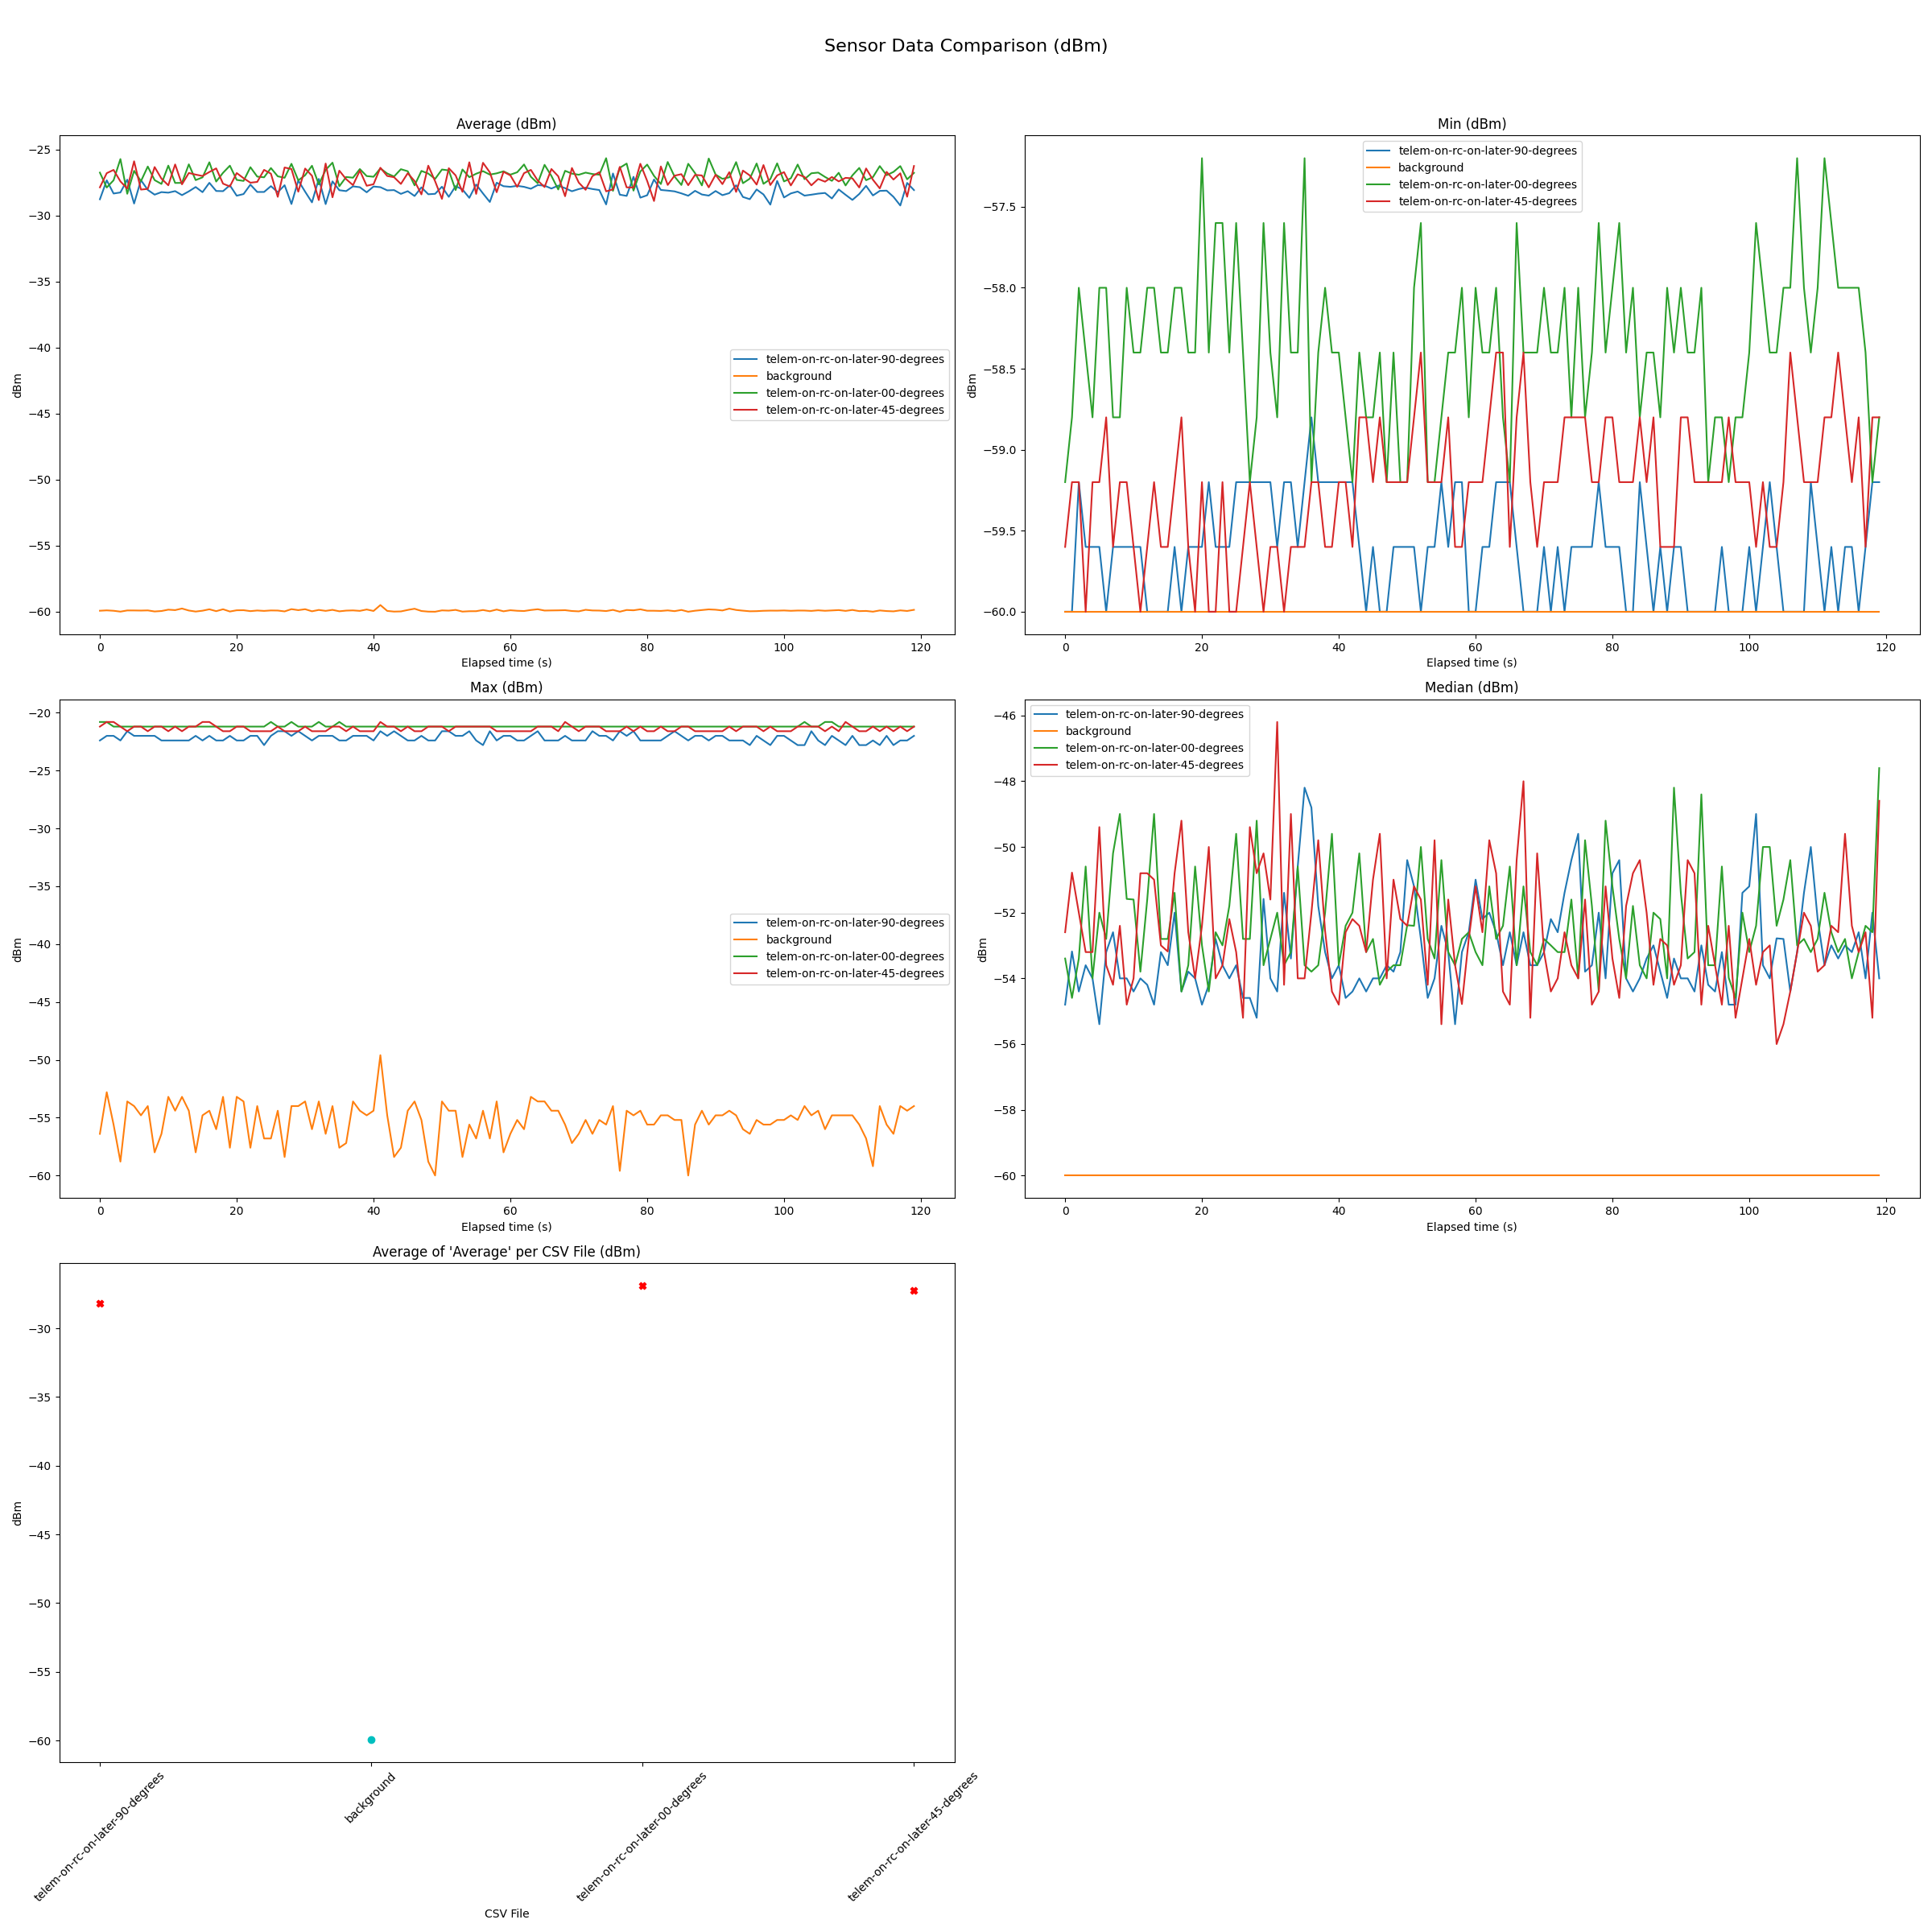 Sensor Data Comparison (dBm)
Average (dBm)
dBm
−25
−30
−35
−40
−45
−50
−55
−60
telem-on-rc-on-later-90-degrees
background
telem-on-rc-on-later-00-degrees
telem-on-rc-on-later-45-degrees
0 20 40 60 80 100 120
Elapsed time (s)
Min (dBm)
dBm
−57.5
−58.0
−58.5
−59.0
−59.5
−60.0
telem-on-rc-on-later-90-degrees
background
telem-on-rc-on-later-00-degrees
telem-on-rc-on-later-45-degrees
0 20 40 60 80 100 120
Elapsed time (s)
Max (dBm)
dBm
−20
−25
−30
−35
−40
−45
−50
−55
−60
telem-on-rc-on-later-90-degrees
background
telem-on-rc-on-later-00-degrees
telem-on-rc-on-later-45-degrees
0 20 40 60 80 100 120
Elapsed time (s)
Median (dBm)
dBm
−46
−48
−50
−52
−54
−56
−58
−60
telem-on-rc-on-later-90-degrees
background
telem-on-rc-on-later-00-degrees
telem-on-rc-on-later-45-degrees
0 20 40 60 80 100 120
Elapsed time (s)
Average of 'Average' per CSV File (dBm)
dBm
−30
−35
−40
−45
−50
−55
−60
telem-on-rc-on-later-90-degrees
background
telem-on-rc-on-later-00-degrees
telem-on-rc-on-later-45-degrees
CSV File